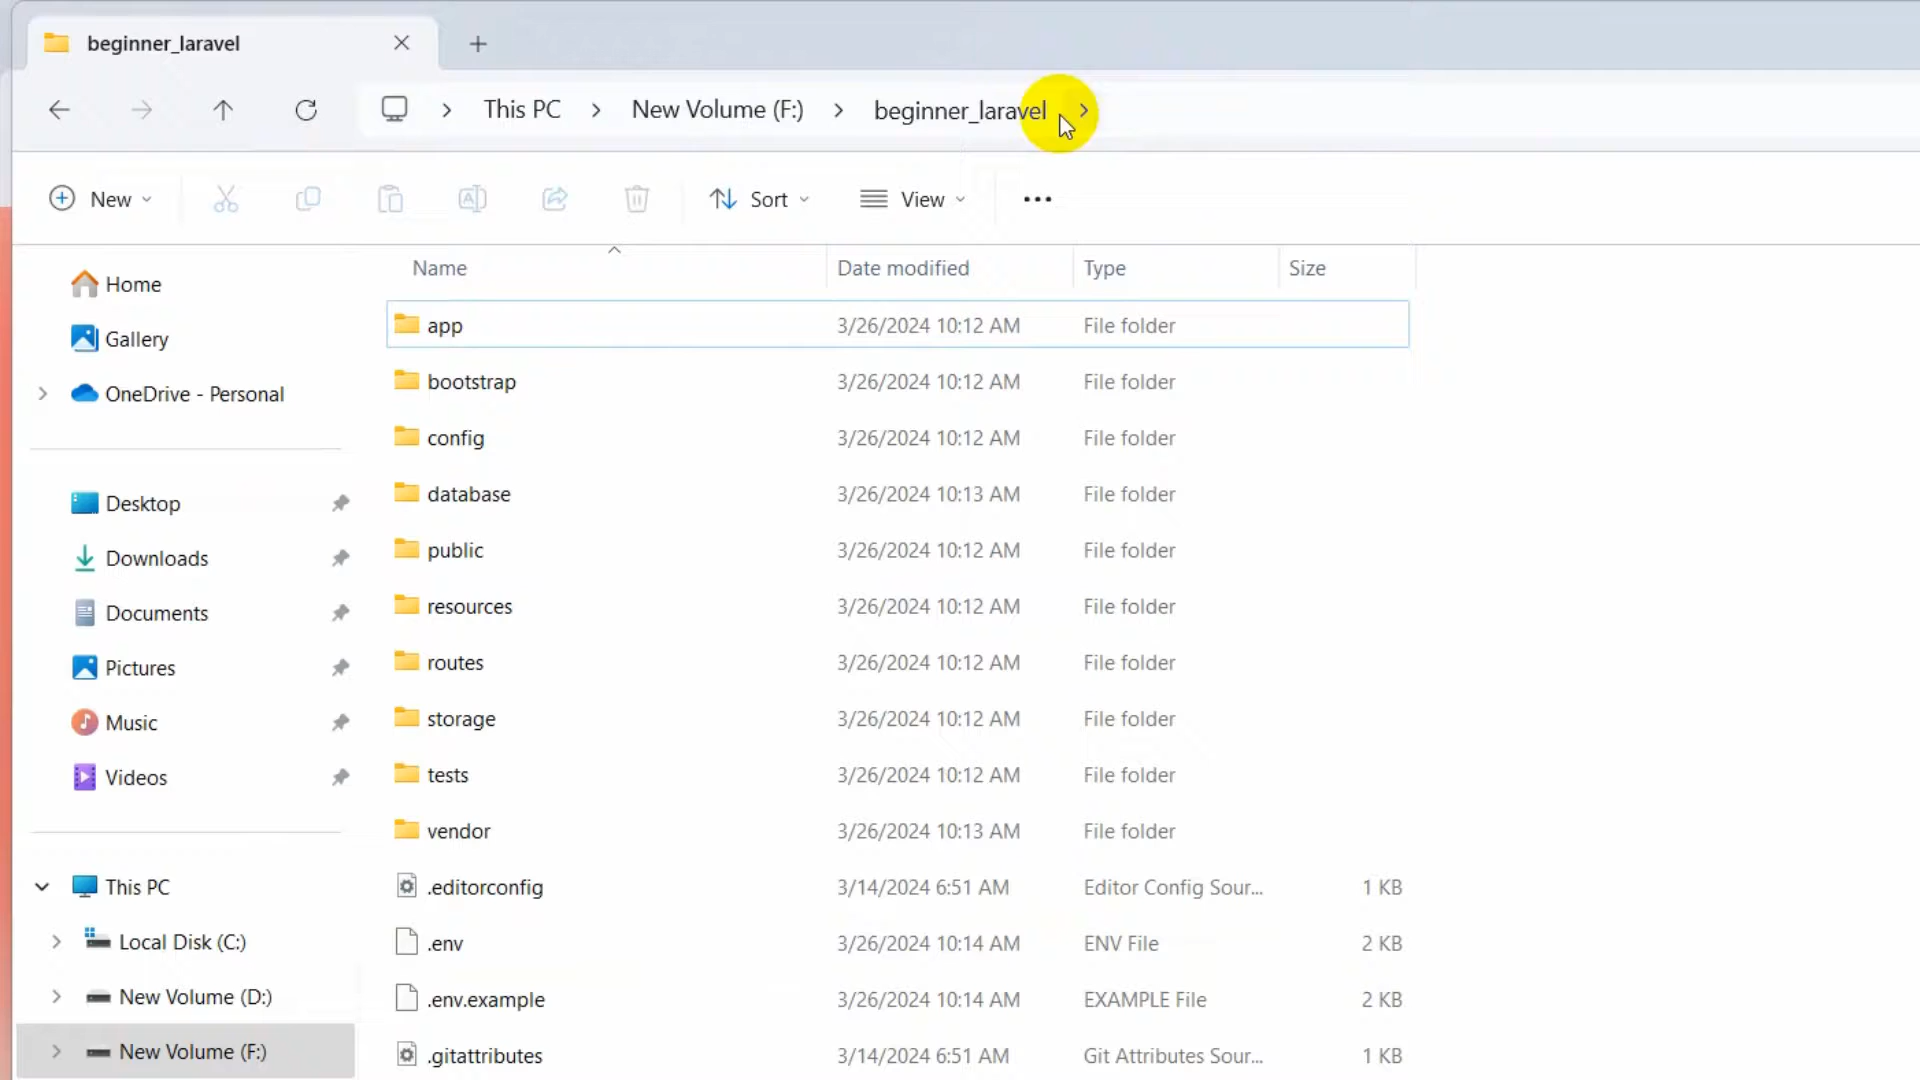 beginner_laravel
This PC > New Volume (F:) > beginner_laravel >
New Sort View
Name Date modified Type Size
Home
Gallery
OneDrive - Personal
Desktop
Downloads
Documents
Pictures
Music
Videos
This PC
Local Disk (C:)
New Volume (D:)
New Volume (F:)
app 3/26/2024 10:12 AM File folder
bootstrap 3/26/2024 10:12 AM File folder
config 3/26/2024 10:12 AM File folder
database 3/26/2024 10:13 AM File folder
public 3/26/2024 10:12 AM File folder
resources 3/26/2024 10:12 AM File folder
routes 3/26/2024 10:12 AM File folder
storage 3/26/2024 10:12 AM File folder
tests 3/26/2024 10:12 AM File folder
vendor 3/26/2024 10:13 AM File folder
.editorconfig 3/14/2024 6:51 AM Editor Config Sour... 1 KB
.env 3/26/2024 10:14 AM ENV File 2 KB
.env.example 3/26/2024 10:14 AM EXAMPLE File 2 KB
.gitattributes 3/14/2024 6:51 AM Git Attributes Sour... 1 KB